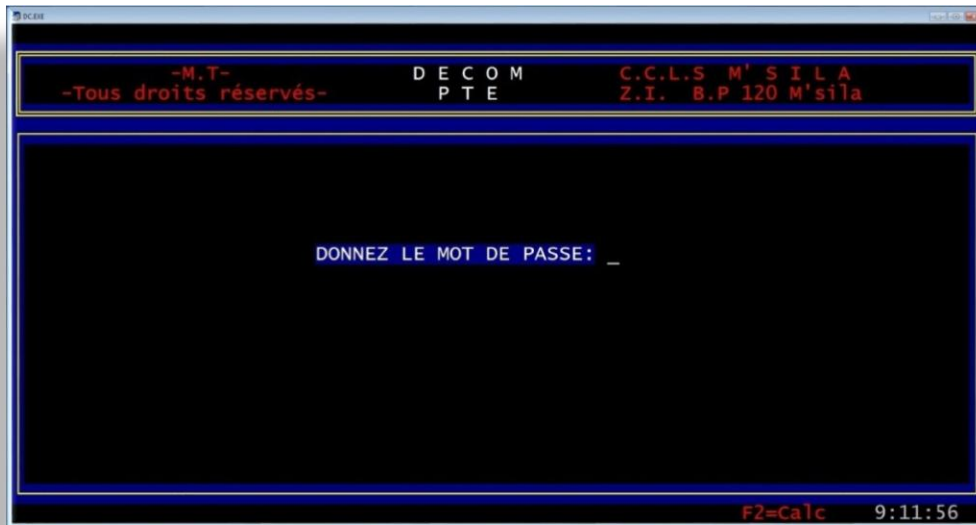 DC.EXE
-M.T-
-Tous droits réservés-
D E C O M
P T E
C.C.L.S M' S I L A
Z.I. B.P 120 M'sila
DONNEZ LE MOT DE PASSE: _
F2=Calc 9:11:56